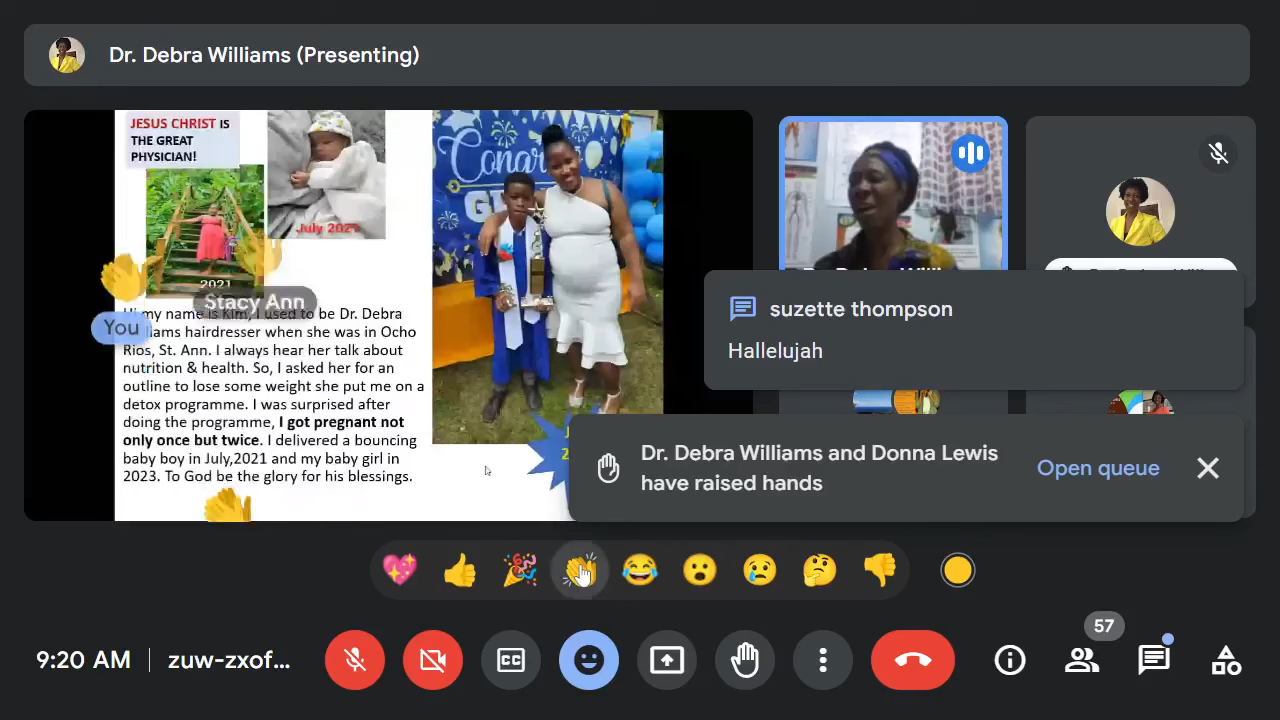 Dr. Debra Williams (Presenting)
JESUS CHRIST IS
THE GREAT
PHYSICIAN!
July 2021
2021
Stacy Ann
You
my name is Kim, I used to be Dr. Debra
hairdresser when she was in Ocho
Rios, St. Ann. I always hear her talk about
nutrition & health. So, I asked her for an
outline to lose some weight she put me on a
detox programme. I was surprised after
doing the programme, I got pregnant not
only once but twice. I delivered a bouncing
baby boy in July,2021 and my baby girl in
2023. To God be the glory for his blessings.
suzette thompson
Hallelujah
Dr. Debra Williams and Donna Lewis
have raised hands
Open queue
9:20 AM
zuw-zxof...
CC
57